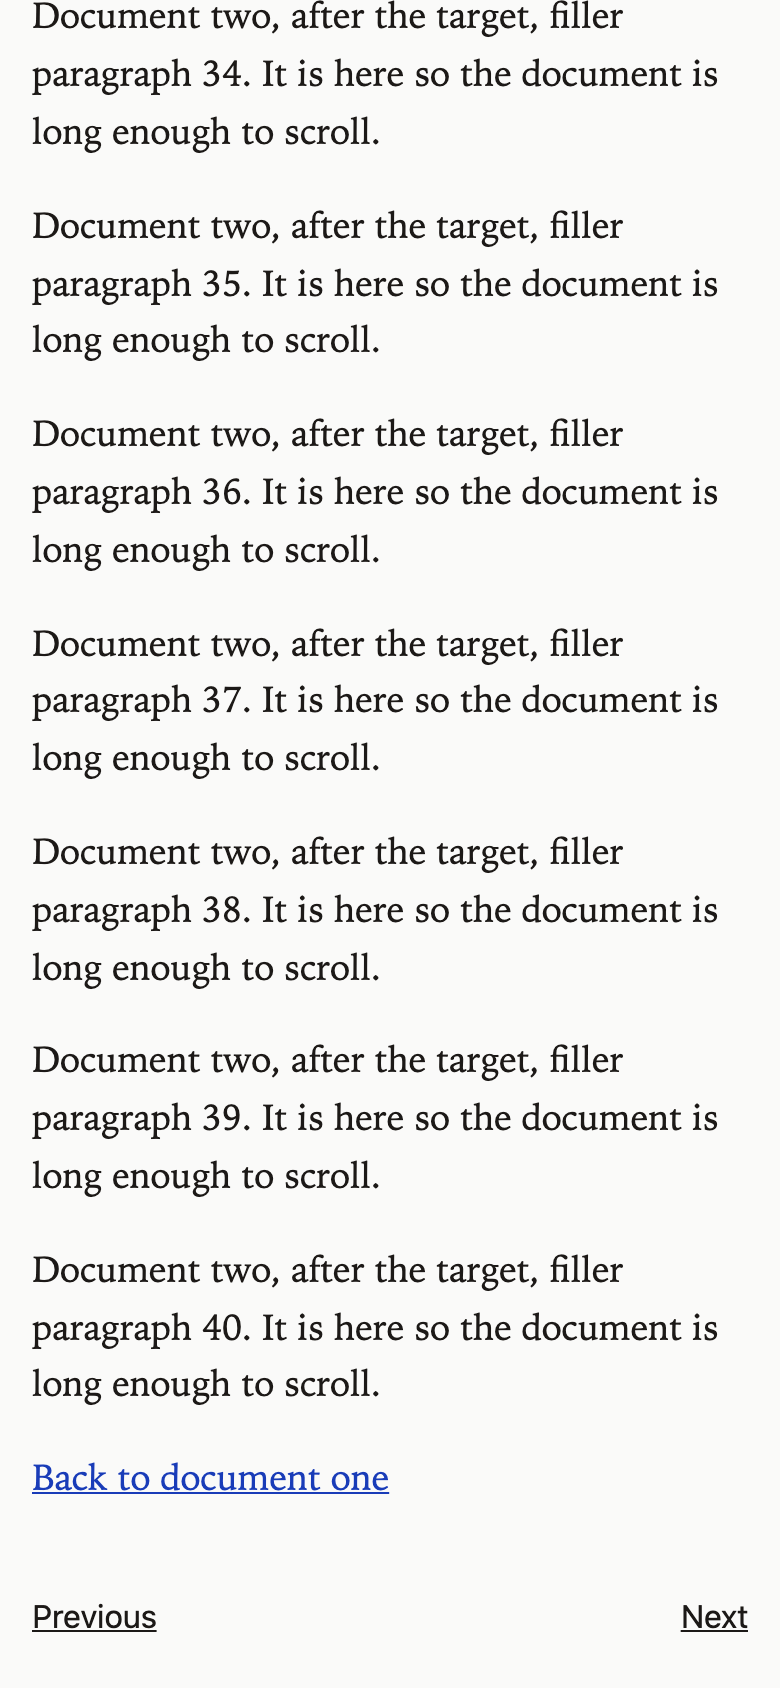 Document two, after the target, filler
paragraph 34. It is here so the document is
long enough to scroll.
Document two, after the target, filler
paragraph 35. It is here so the document is
long enough to scroll.
Document two, after the target, filler
paragraph 36. It is here so the document is
long enough to scroll.
Document two, after the target, filler
paragraph 37. It is here so the document is
long enough to scroll.
Document two, after the target, filler
paragraph 38. It is here so the document is
long enough to scroll.
Document two, after the target, filler
paragraph 39. It is here so the document is
long enough to scroll.
Document two, after the target, filler
paragraph 40. It is here so the document is
long enough to scroll.
Back to document one
Previous
Next